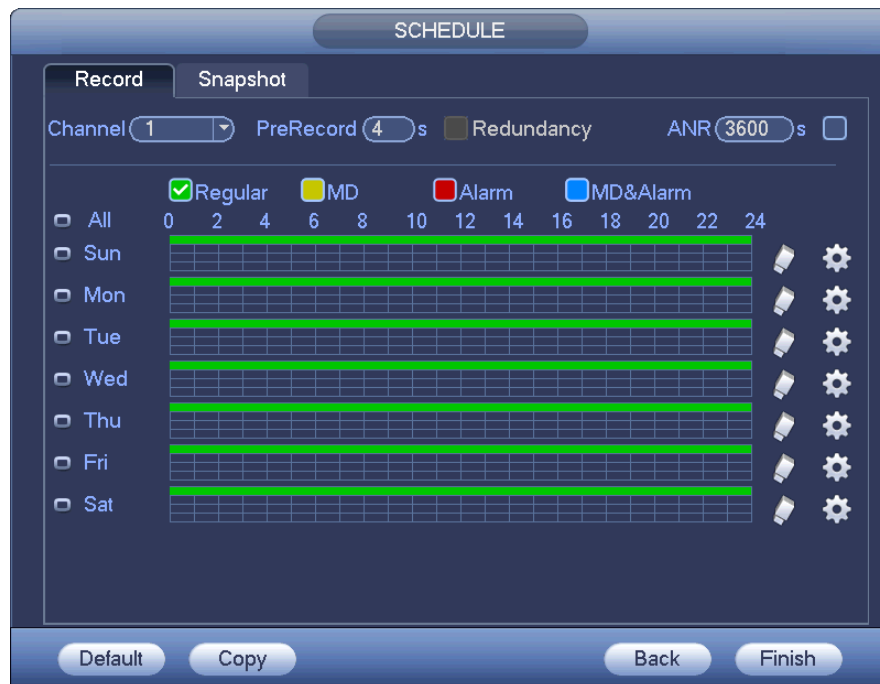 SCHEDULE
Record Snapshot
Channel 1 PreRecord 4 s Redundancy ANR 3600 s
Regular MD Alarm MD&Alarm
All 0 2 4 6 8 10 12 14 16 18 20 22 24
Sun
Mon
Tue
Wed
Thu
Fri
Sat
Default Copy Back Finish